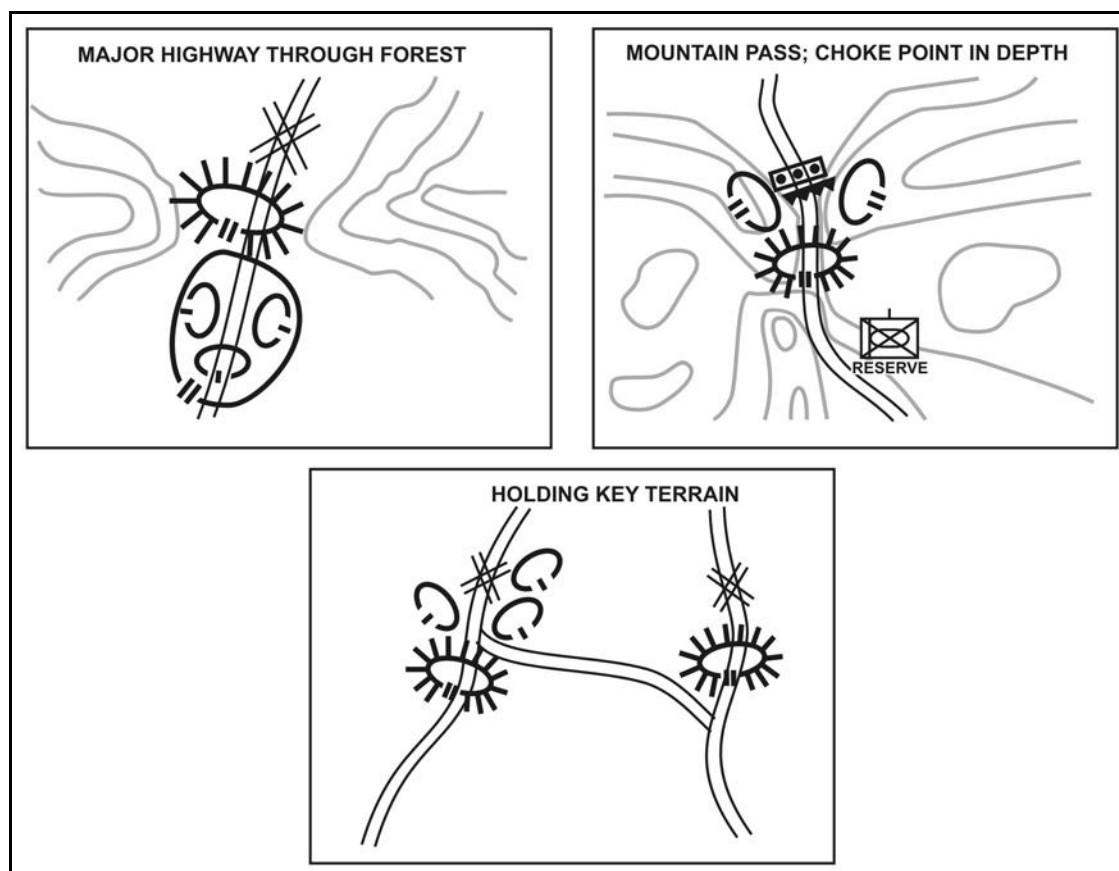 MAJOR HIGHWAY THROUGH FOREST
MOUNTAIN PASS; CHOKE POINT IN DEPTH
RESERVE
HOLDING KEY TERRAIN